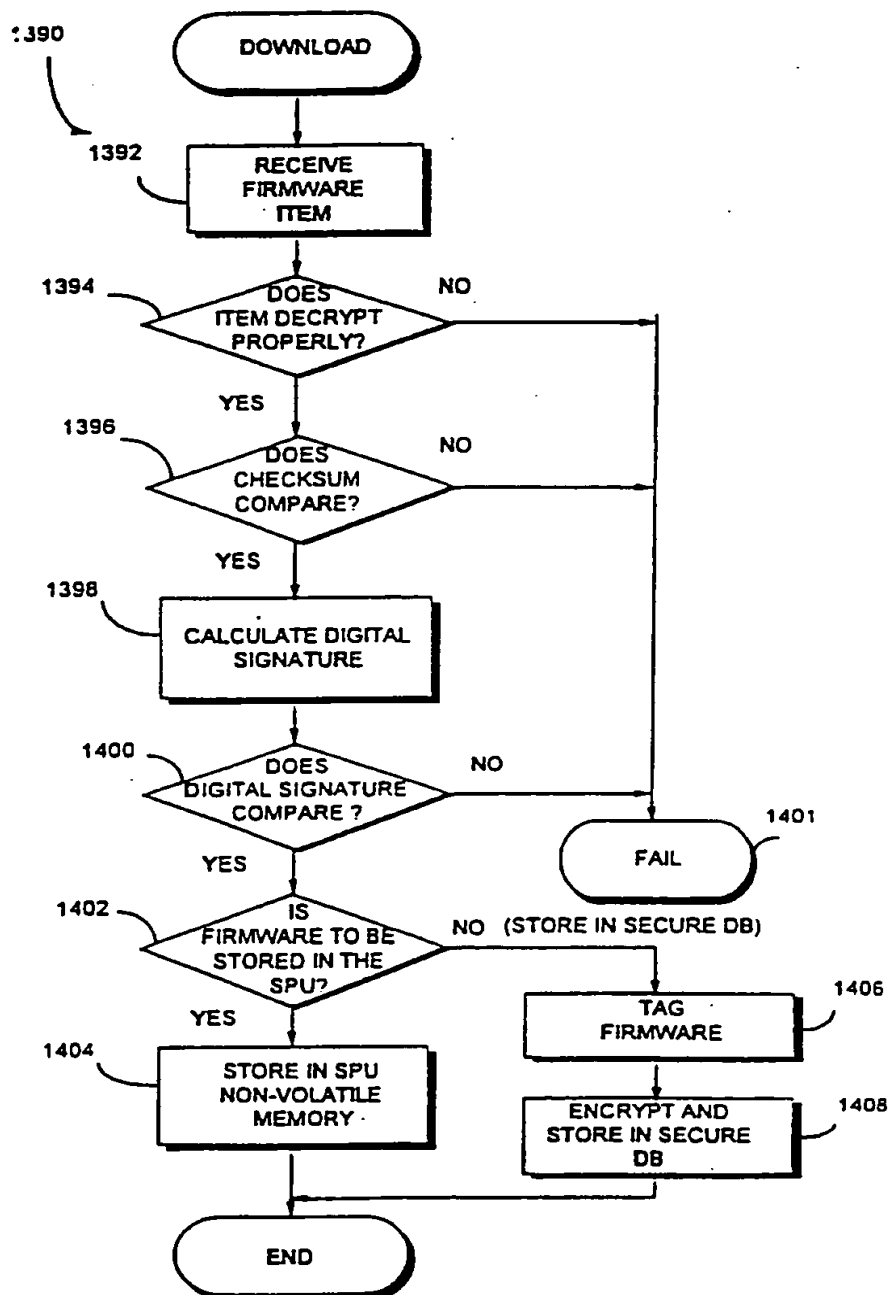 1390
DOWNLOAD
1392
RECEIVE
FIRMWARE
ITEM
1394
DOES
ITEM DECRYPT
PROPERLY?
NO
YES
1396
DOES
CHECKSUM
COMPARE?
NO
YES
1398
CALCULATE DIGITAL
SIGNATURE
1400
DOES
DIGITAL SIGNATURE
COMPARE ?
NO
1401
FAIL
YES
1402
IS
FIRMWARE TO BE
STORED IN THE
SPU?
NO (STORE IN SECURE DB)
YES
1406
TAG
FIRMWARE
1404
STORE IN SPU
NON-VOLATILE
MEMORY
1408
ENCRYPT AND
STORE IN SECURE
DB
END